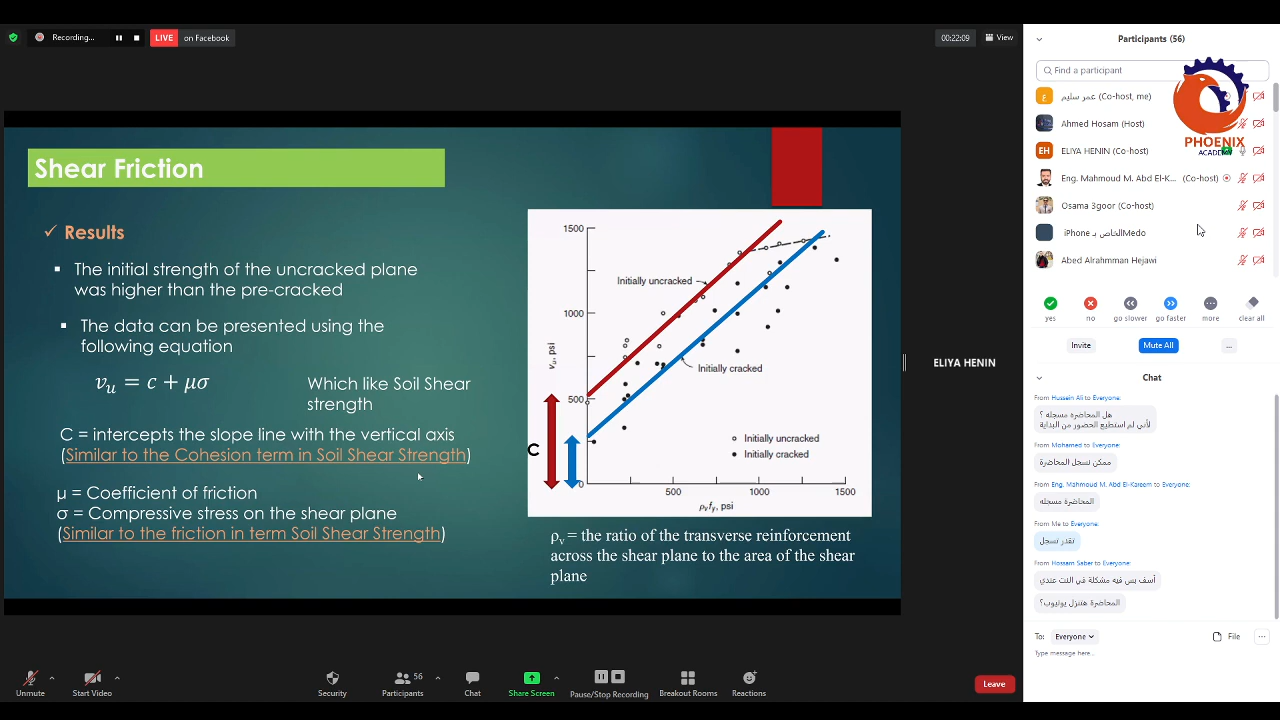 Recording...
LIVE on Facebook
00:22:09
View
Shear Friction
✓ Results
▪ The initial strength of the uncracked plane
was higher than the pre-cracked
▪ The data can be presented using the
following equation
𝑣ᵤ = 𝑐 + 𝜇𝜎
Which like Soil Shear
strength
C = intercepts the slope line with the vertical axis
(Similar to the Cohesion term in Soil Shear Strength)
μ = Coefficient of friction
σ = Compressive stress on the shear plane
(Similar to the friction in term Soil Shear Strength)
1500
1000
500
0
vᵤ, psi
C
Initially uncracked
Initially cracked
Initially uncracked
Initially cracked
500
1000
1500
ρᵥfᵧ, psi
ρᵥ = the ratio of the transverse reinforcement
across the shear plane to the area of the shear
plane
ELIYA HENIN
Participants (56)
Find a participant
PHOENIX
ACADEMY
ع
عمر سليم (Co-host, me)
Ahmed Hosam (Host)
EH
ELIYA HENIN (Co-host)
Eng. Mahmoud M. Abd El-K... (Co-host)
Osama 3goor (Co-host)
iPhone الخاص بـMedo
Abed Alrahmman Hejawi
yes
no
go slower
go faster
more
clear all
Invite
Mute All
...
Chat
From Hussein Ali to Everyone:
هل المحاضرة مسجله ؟
لأني لم استطيع الحضور من البداية
From Mohamed to Everyone:
ممكن نسجل المحاضرة
From Eng. Mahmoud M. Abd El-Kareem to Everyone:
المحاضرة مسجله
From Me to Everyone:
تقدر تسجل
From Hossam Saber to Everyone:
أسف بس فيه مشكلة في النت عندي
المحاضرة هتنزل يوتيوب؟
To: Everyone
File
...
Type message here...
Unmute
Start Video
Security
56
Participants
Chat
Share Screen
Pause/Stop Recording
Breakout Rooms
Reactions
Leave